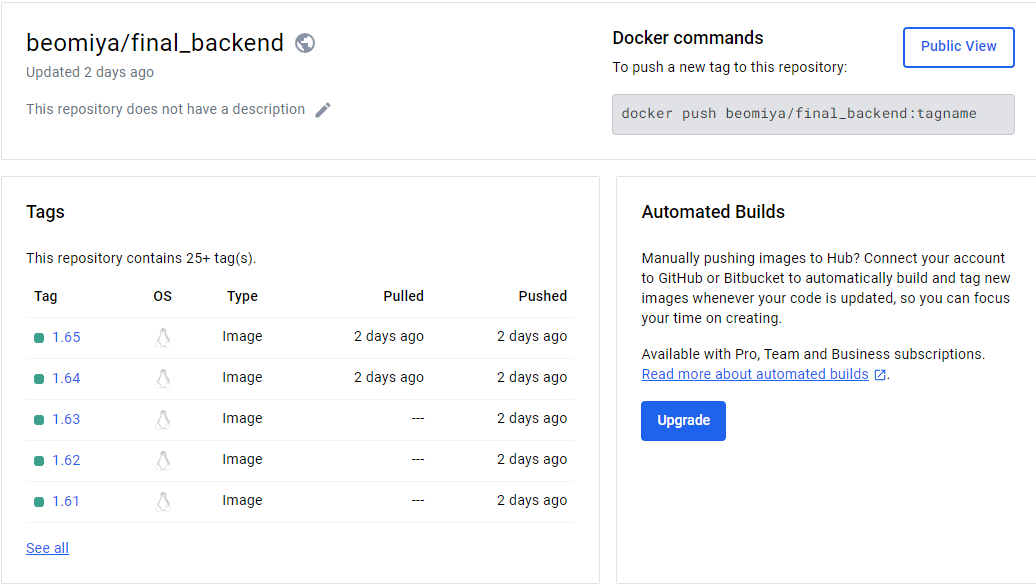 beomiya/final_backend
Updated 2 days ago
This repository does not have a description
Docker commands
To push a new tag to this repository:
Public View
docker push beomiya/final_backend:tagname
Tags
This repository contains 25+ tag(s).
Tag OS Type Pulled Pushed
1.65 Image 2 days ago 2 days ago
1.64 Image 2 days ago 2 days ago
1.63 Image --- 2 days ago
1.62 Image --- 2 days ago
1.61 Image --- 2 days ago
See all
Automated Builds
Manually pushing images to Hub? Connect your account
to GitHub or Bitbucket to automatically build and tag new
images whenever your code is updated, so you can focus
your time on creating.
Available with Pro, Team and Business subscriptions.
Read more about automated builds .
Upgrade